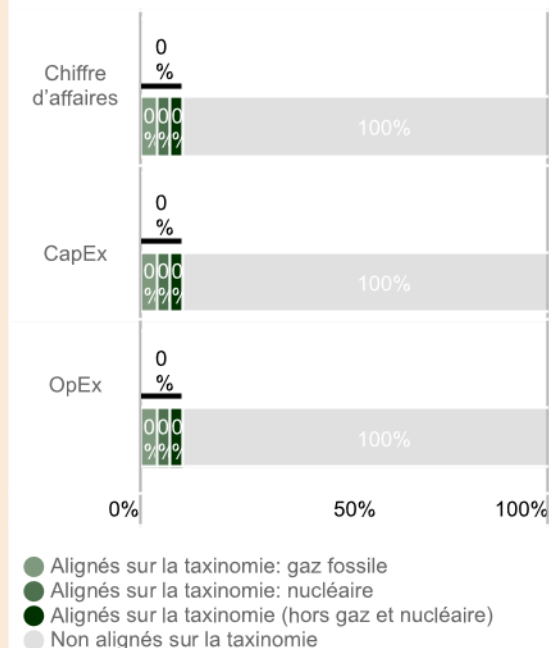 0
%
Chiffre
d'affaires
0 0 0
% % %
100%
0
%
CapEx
0 0 0
% % %
100%
0
%
OpEx
0 0 0
% % %
100%
0% 50% 100%
Alignés sur la taxinomie: gaz fossile
Alignés sur la taxinomie: nucléaire
Alignés sur la taxinomie (hors gaz et nucléaire)
Non alignés sur la taxinomie